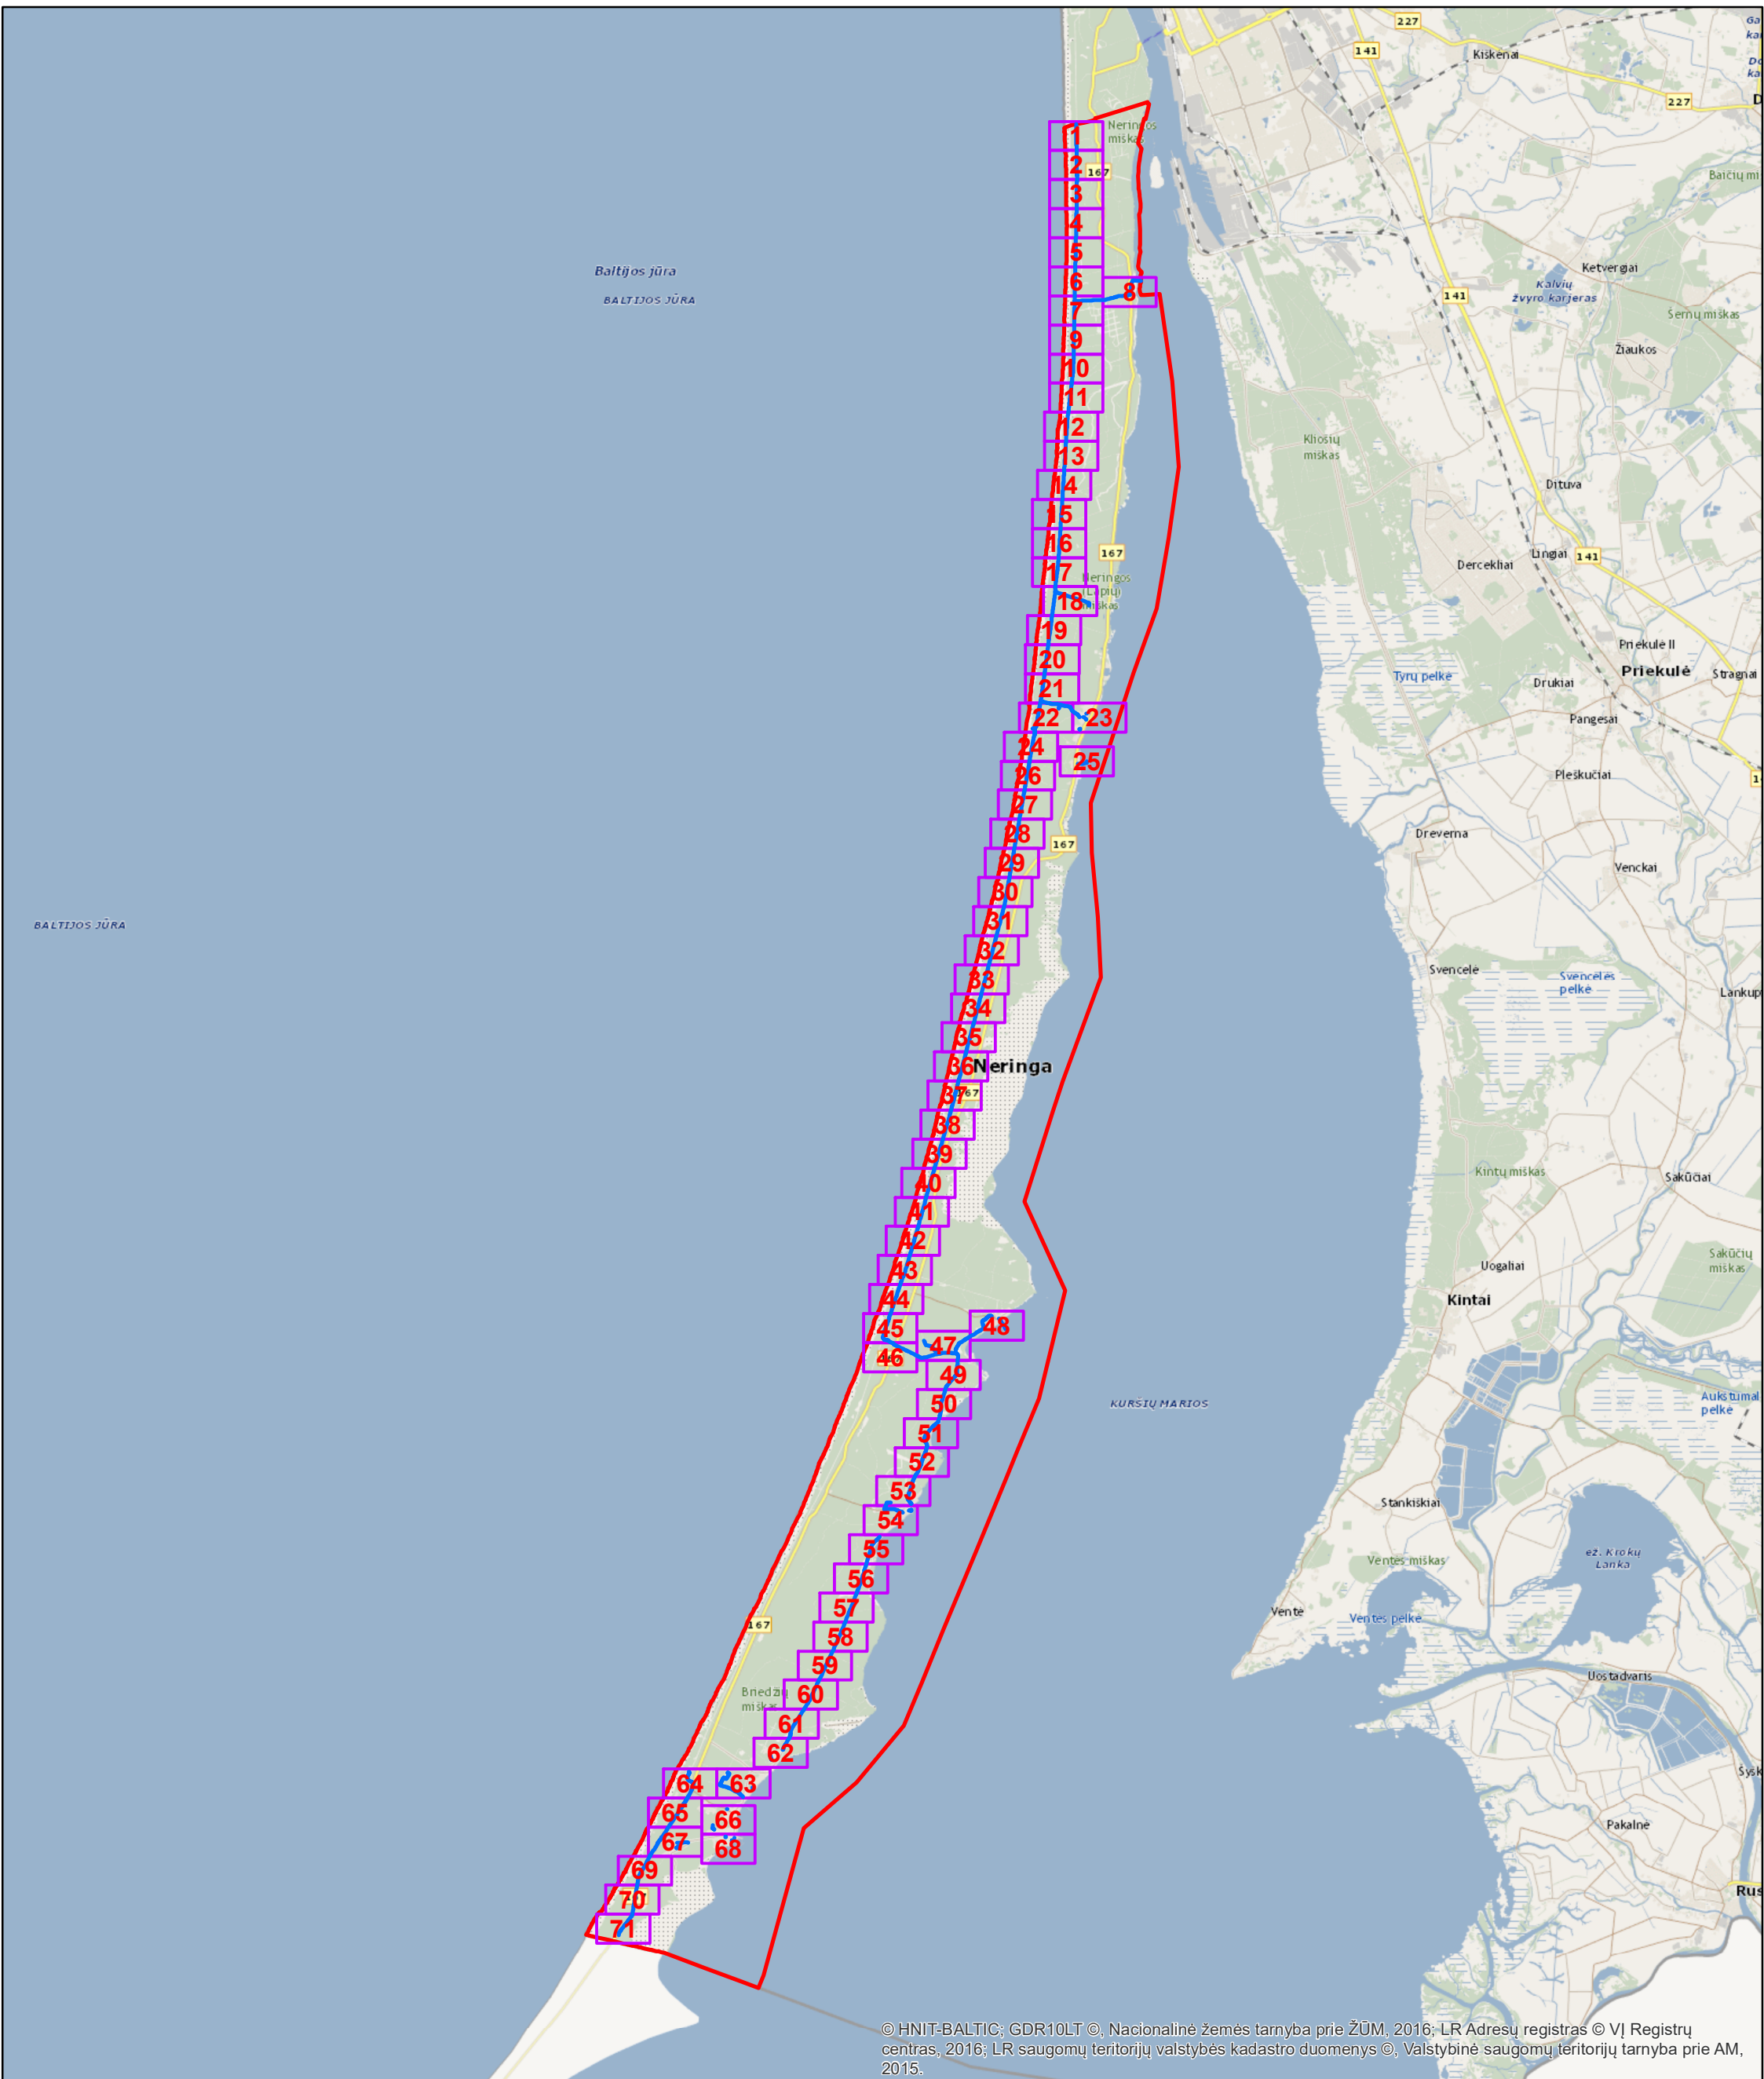 227
Kiškėnai
141
227
Neringos
miškas
1
2
167
3
4
5
6
7
8
9
10
11
12
13
14
15
16
17
18
19
20
21
22
23
24
25
26
27
28
29
30
31
32
33
34
35
36
37
38
39
40
41
42
43
44
45
46
47
48
49
50
51
52
53
54
55
56
57
58
59
60
61
62
63
64
65
66
67
68
69
70
71
Baltijos jūra
BALTIJOS JŪRA
BALTIJOS JŪRA
Baičių mi
Ketvergiai
Kalvių
žvyro karjeras
141
Šernų miškas
Žiaukos
Kliošių
miškas
Dituva
Lingiai
141
Dercekliai
167
Neringos
(Lapių)
miškas
Priekulė II
Priekulė
Stragnai
Tyrų pelkė
Drukiai
Pangesai
Pleškučiai
Dreverna
167
Venckai
Svencelė
Svencelės
pelkė
Lankup
Neringa
167
Kintų miškas
Sakūčiai
Sakūčių
miškas
Uogaliai
Kintai
KURŠIŲ MARIOS
Aukštumal
pelkė
Stankiškiai
Ventės miškas
ež. Krokų
Lanka
Ventė
Ventės pelkė
167
Uostadvaris
Briedžių
miškas
Šyšk
Pakalnė
Rus
© HNIT-BALTIC; GDR10LT ©, Nacionalinė žemės tarnyba prie ŽŪM, 2016; LR Adresų registras © VĮ Registrų
centras, 2016; LR saugomų teritorijų valstybės kadastro duomenys ©, Valstybinė saugomų teritorijų tarnyba prie AM,
2015.